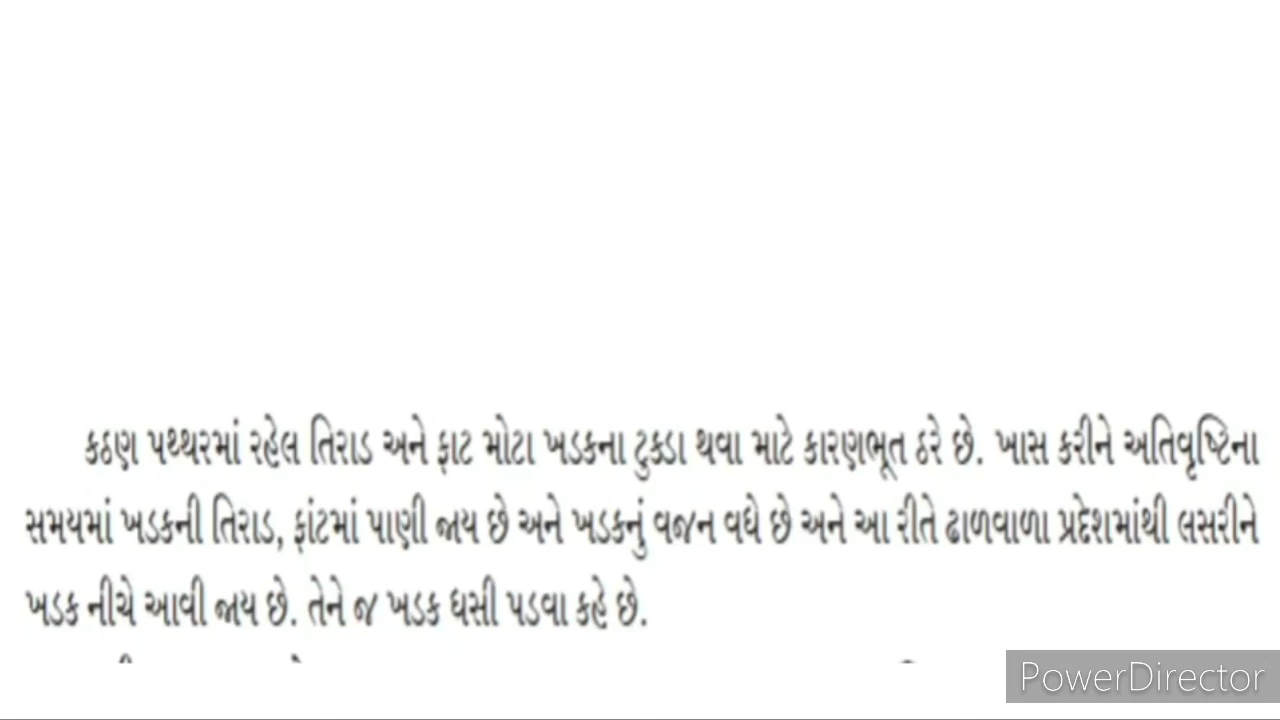 કઠણ પથ્થરમાં રહેલ તિરાડ અને ફાટ મોટા ખડકના ટુકડા થવા માટે કારણભૂત ઠરે છે. ખાસ કરીને અતિવૃષ્ટિના
સમયમાં ખડકની તિરાડ, ફાંટમાં પાણી જાય છે અને ખડકનું વજન વધે છે અને આ રીતે ઢાળવાળા પ્રદેશમાંથી લસરીને
ખડક નીચે આવી જાય છે. તેને જ ખડક ધસી પડવા કહે છે.
PowerDirector